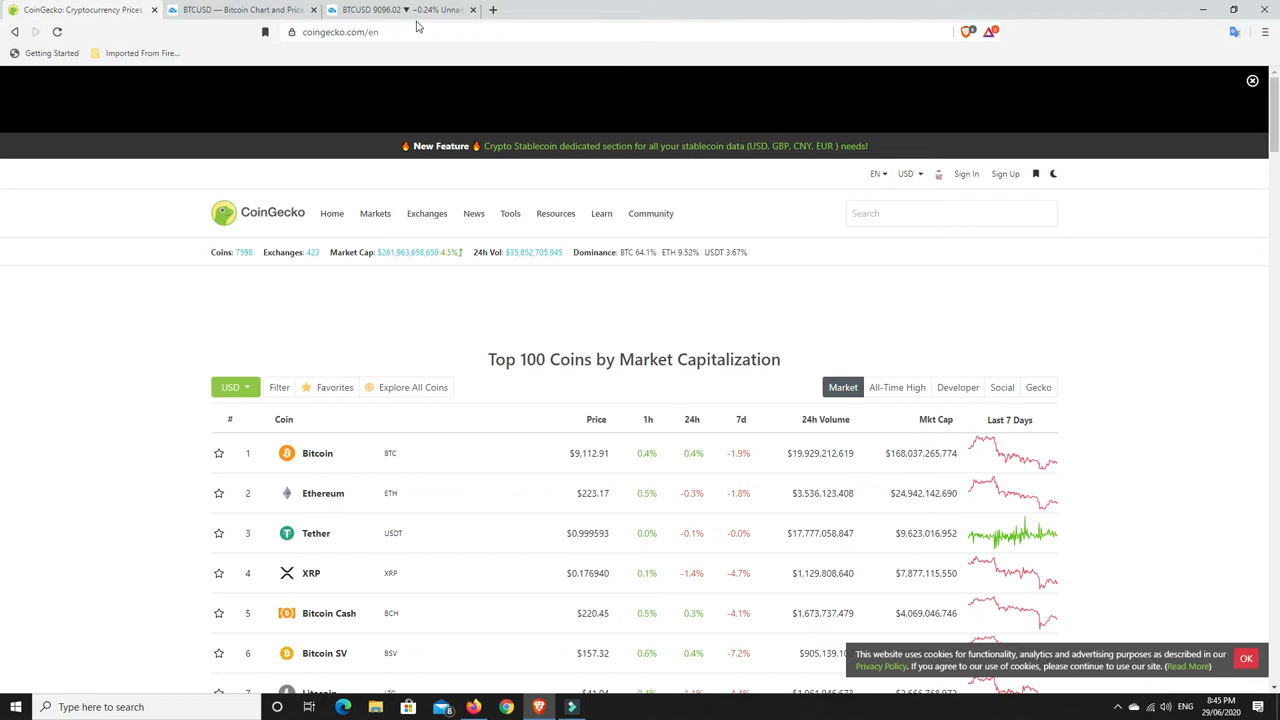 CoinGecko: Cryptocurrency Prices
BTCUSD — Bitcoin Chart and Price
BTCUSD 9096.02 ▼ −0.24% Unnam
coingecko.com/en
Getting Started
Imported From Firef...
New Feature
Crypto Stablecoin dedicated section for all your stablecoin data (USD, GBP, CNY, EUR ) needs!
EN
USD
Sign In
Sign Up
CoinGecko
Home
Markets
Exchanges
News
Tools
Resources
Learn
Community
Search
Coins: 7598 Exchanges: 423 Market Cap: $261,963,658,659 4.5% 24h Vol: $35,852,705,945 Dominance: BTC 64.1% ETH 9.52% USDT 3.67%
Top 100 Coins by Market Capitalization
USD
Filter
Favorites
Explore All Coins
Market
All-Time High
Developer
Social
Gecko
# Coin Price 1h 24h 7d 24h Volume Mkt Cap Last 7 Days
1 Bitcoin BTC $9,112.91 0.4% 0.4% -1.9% $19,929,212,619 $168,037,265,774
2 Ethereum ETH $223.17 0.5% -0.3% -1.8% $3,536,123,408 $24,942,142,690
3 Tether USDT $0.999593 0.0% -0.1% -0.0% $17,777,058,847 $9,623,016,952
4 XRP XRP $0.176940 0.1% -1.4% -4.7% $1,129,808,640 $7,877,115,550
5 Bitcoin Cash BCH $220.45 0.5% 0.3% -4.1% $1,673,737,479 $4,069,046,746
6 Bitcoin SV BSV $157.32 0.6% 0.4% -7.2%
This website uses cookies for functionality, analytics and advertising purposes as described in our
Privacy Policy. If you agree to our use of cookies, please continue to use our site. (Read More)
OK
Type here to search
ENG
8:45 PM
29/06/2020